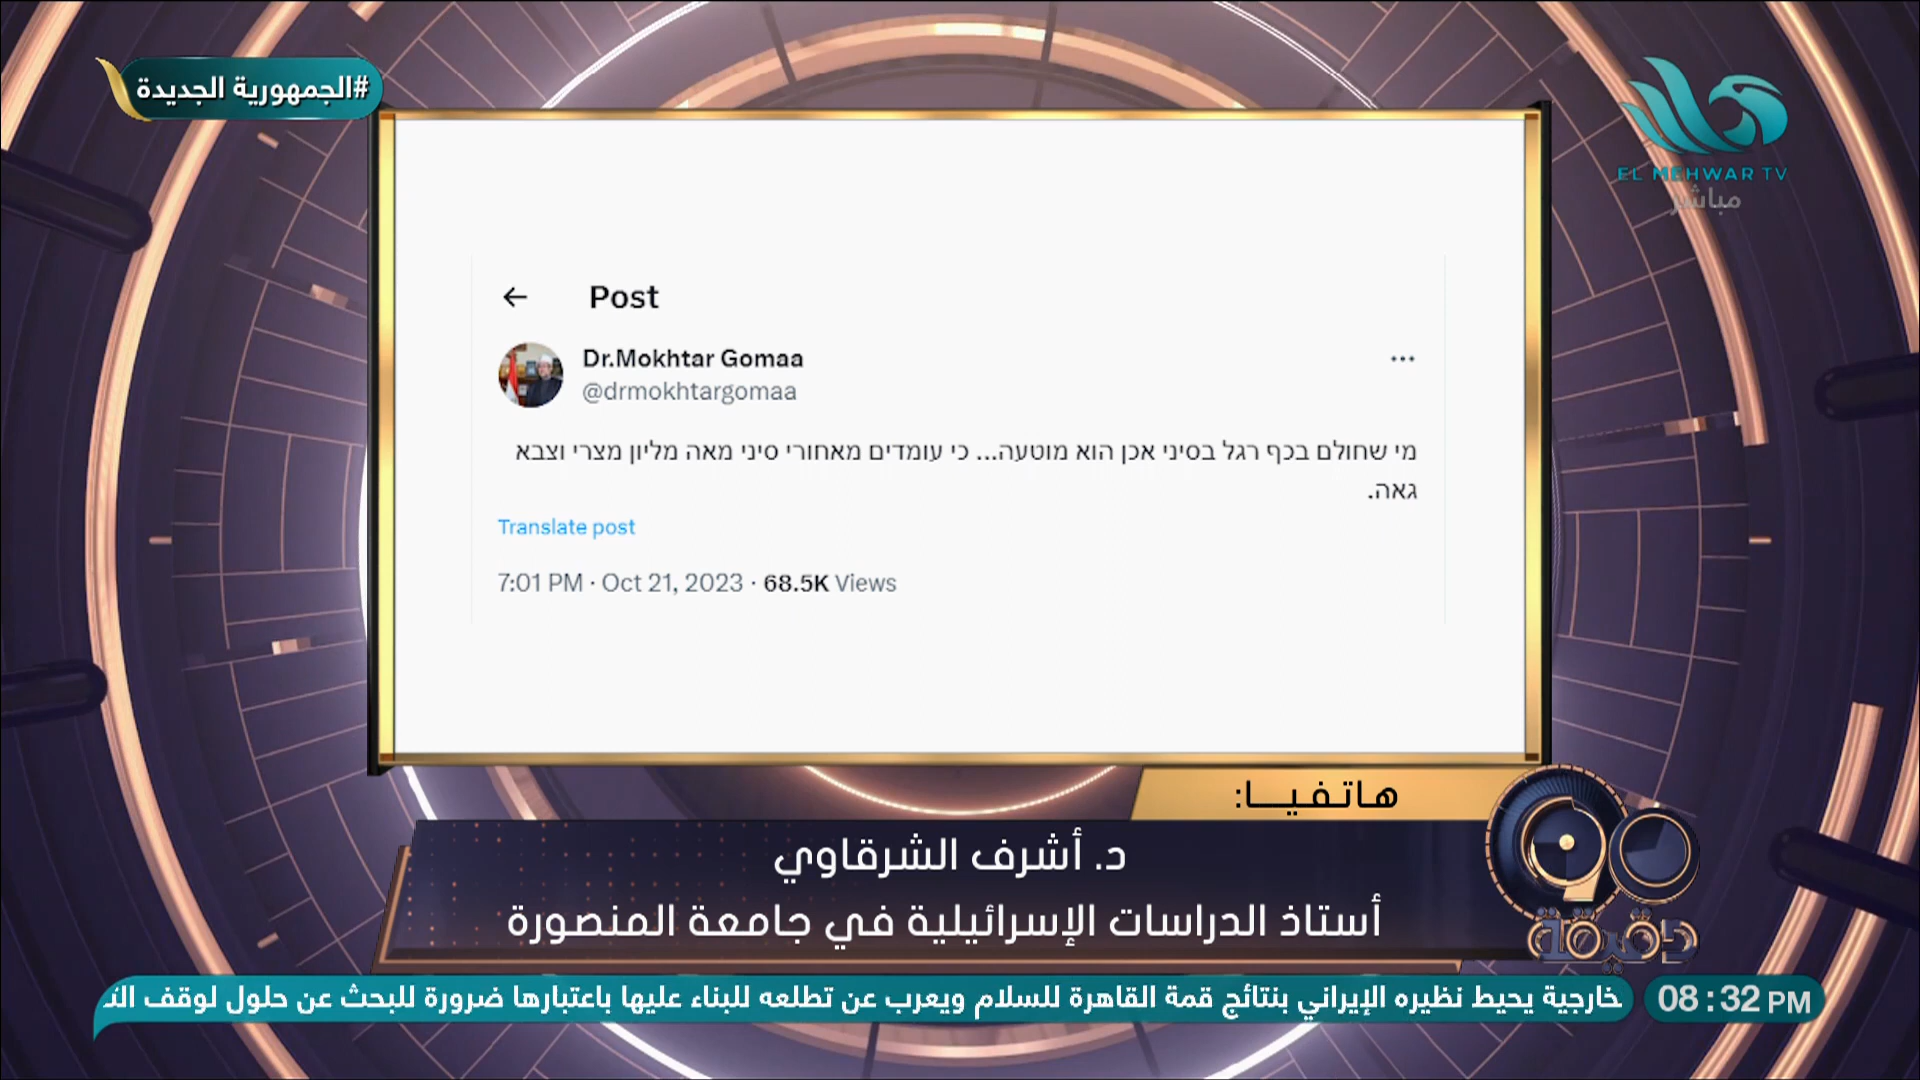 #الجمهورية الجديدة
EL MEHWAR TV
مباشر
Post
Dr.Mokhtar Gomaa
@drmokhtargomaa
מי שחולם בכף רגל בסיני אכן הוא מוטעה... כי עומדים מאחורי סיני מאה מליון מצרי וצבא
גאה.
Translate post
7:01 PM · Oct 21, 2023 · 68.5K Views
هـاتـفـيـــا:
د. أشرف الشرقاوي
أستاذ الدراسات الإسرائيلية في جامعة المنصورة
90
دقيقة
خارجية يحيط نظيره الإيراني بنتائج قمة القاهرة للسلام ويعرب عن تطلعه للبناء عليها باعتبارها ضرورة للبحث عن حلول لوقف
08:32 PM